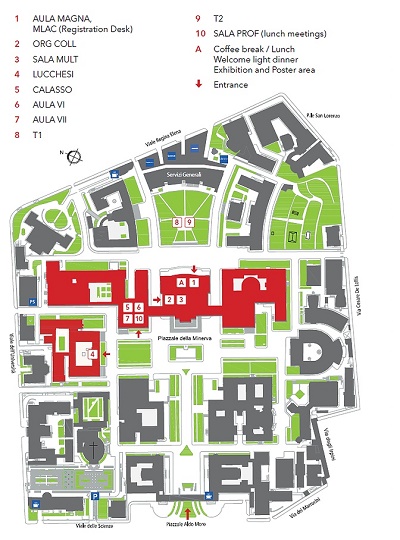 1 AULA MAGNA,
MLAC (Registration Desk)
2 ORG COLL
3 SALA MULT
4 LUCCHESI
5 CALASSO
6 AULA VI
7 AULA VII
8 T1
9 T2
10 SALA PROF (lunch meetings)
A Coffee break / Lunch
Welcome light dinner
Exhibition and Poster area
Entrance
N
Viale Regina Elena
P.le San Lorenzo
Servizi Generali
8 9
A 1
5 6
2 3
7 10
Piazzale della Minerva
4
Via Cesare De Lollis
Viale dell'Università
Via degli Apuli
P
Viale delle Scienze
Piazzale Aldo Moro
Via dei Marrucini